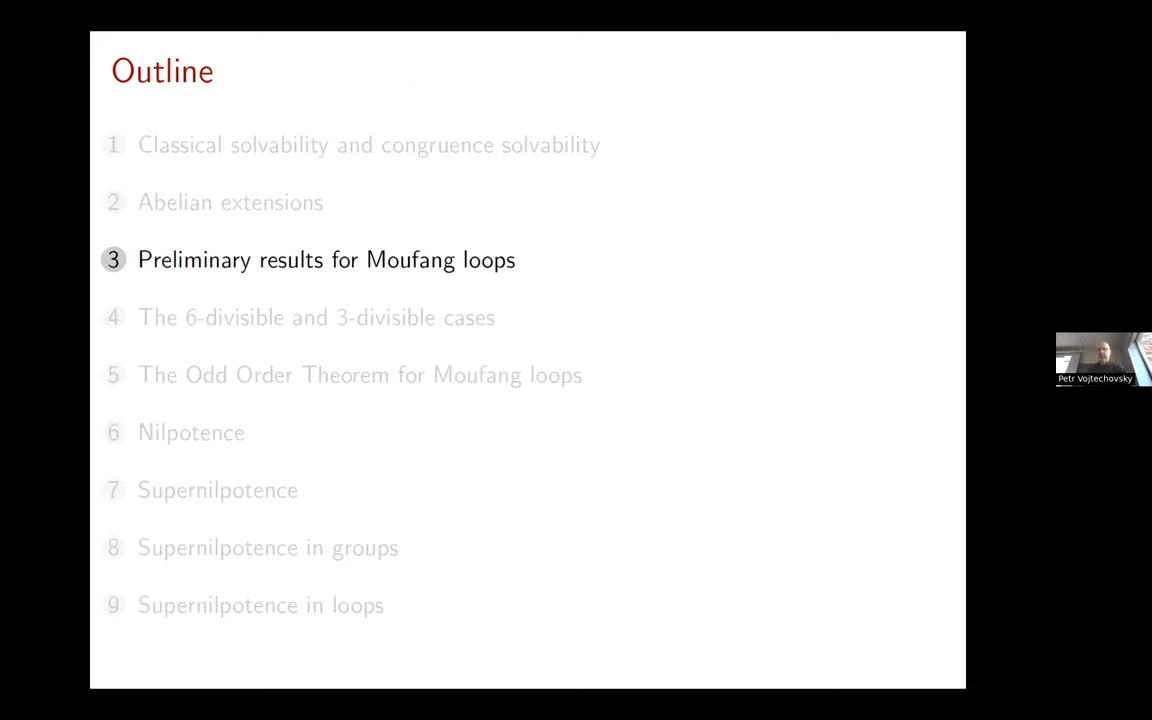 Outline
1 Classical solvability and congruence solvability
2 Abelian extensions
3 Preliminary results for Moufang loops
4 The 6-divisible and 3-divisible cases
5 The Odd Order Theorem for Moufang loops
6 Nilpotence
7 Supernilpotence
8 Supernilpotence in groups
9 Supernilpotence in loops
Petr Vojtechovsky